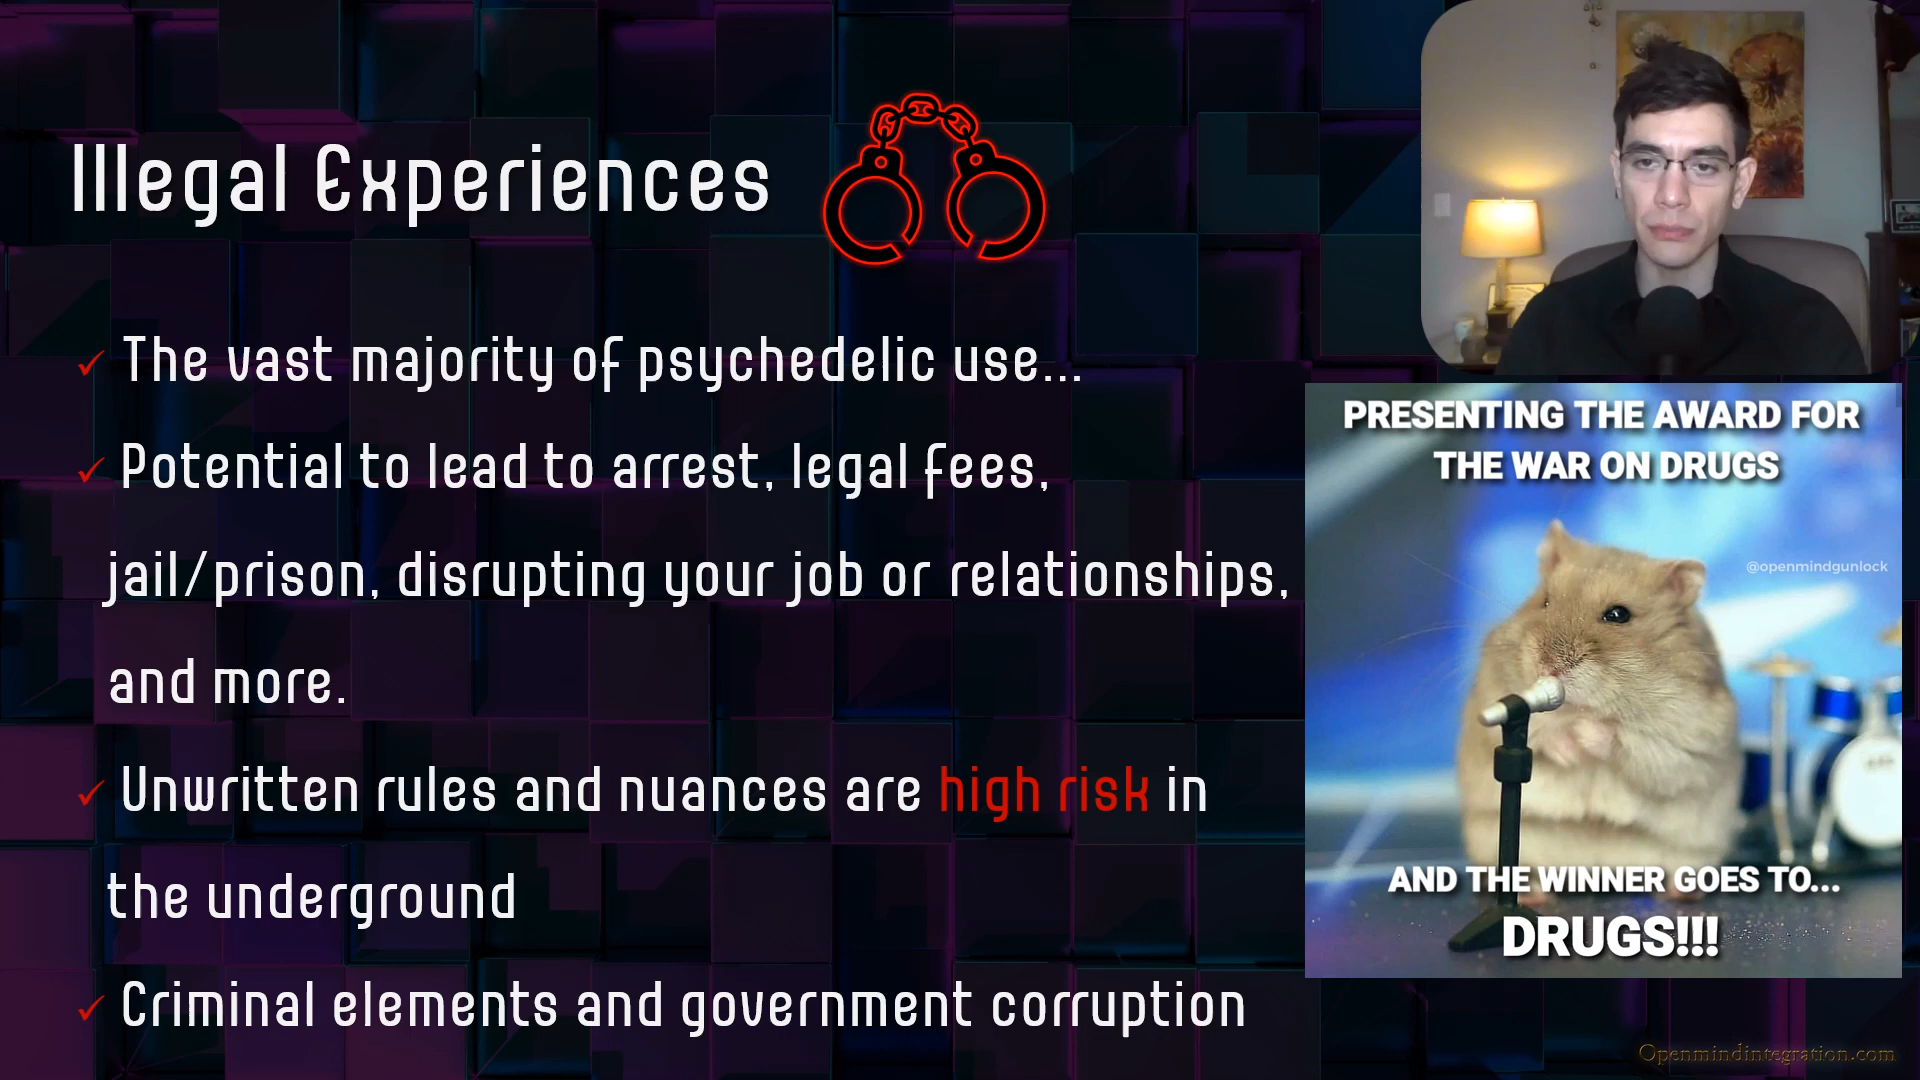 Illegal Experiences
The vast majority of psychedelic use...
Potential to lead to arrest, legal fees,
jail/prison, disrupting your job or relationships,
and more.
Unwritten rules and nuances are high risk in
the underground
Criminal elements and government corruption
PRESENTING THE AWARD FOR
THE WAR ON DRUGS
@openmindgunlock
AND THE WINNER GOES TO...
DRUGS!!!
Openmindintegration.com